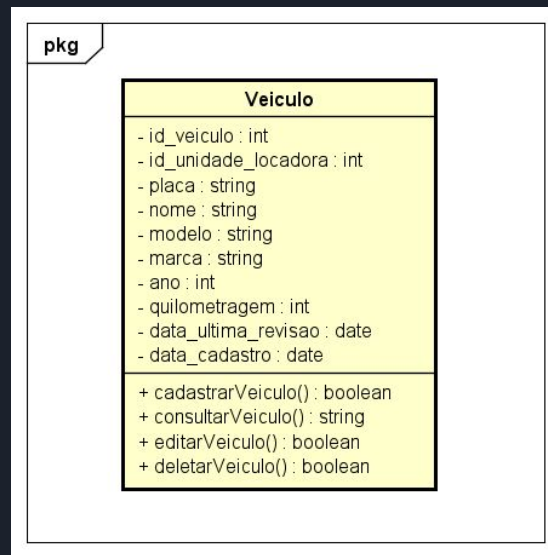 pkg
Veiculo
- id_veiculo : int
- id_unidade_locadora : int
- placa : string
- nome : string
- modelo : string
- marca : string
- ano : int
- quilometragem : int
- data_ultima_revisao : date
- data_cadastro : date
+ cadastrarVeiculo() : boolean
+ consultarVeiculo() : string
+ editarVeiculo() : boolean
+ deletarVeiculo() : boolean